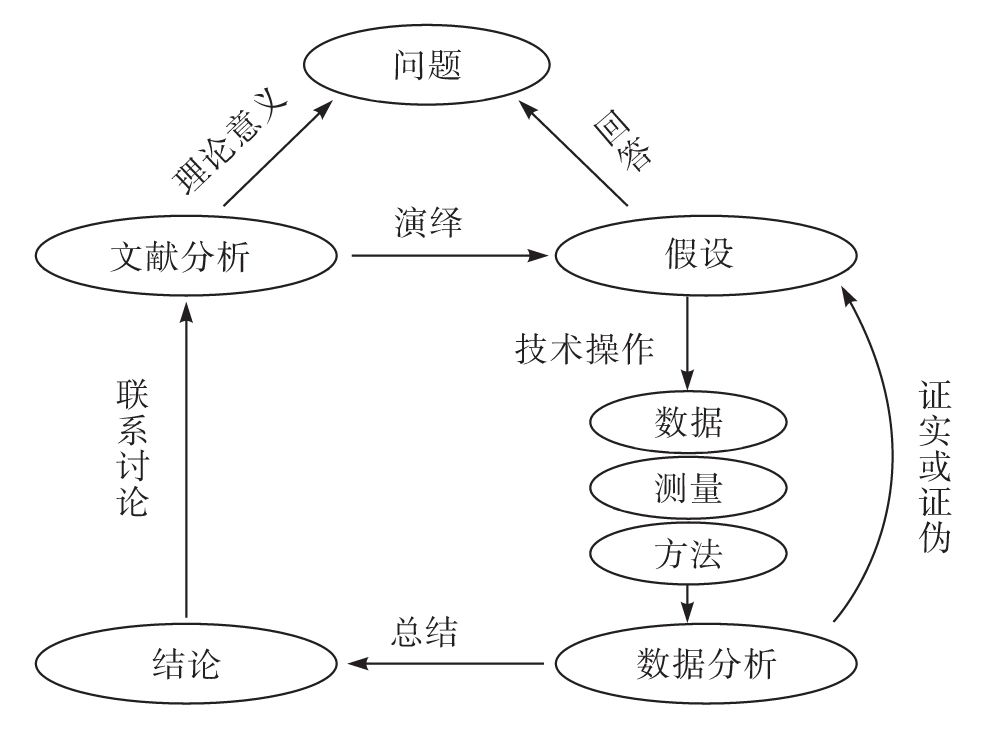 问题
理论意义
回答
文献分析
演绎
假设
技术操作
数据
测量
方法
联系讨论
证实或证伪
结论
总结
数据分析